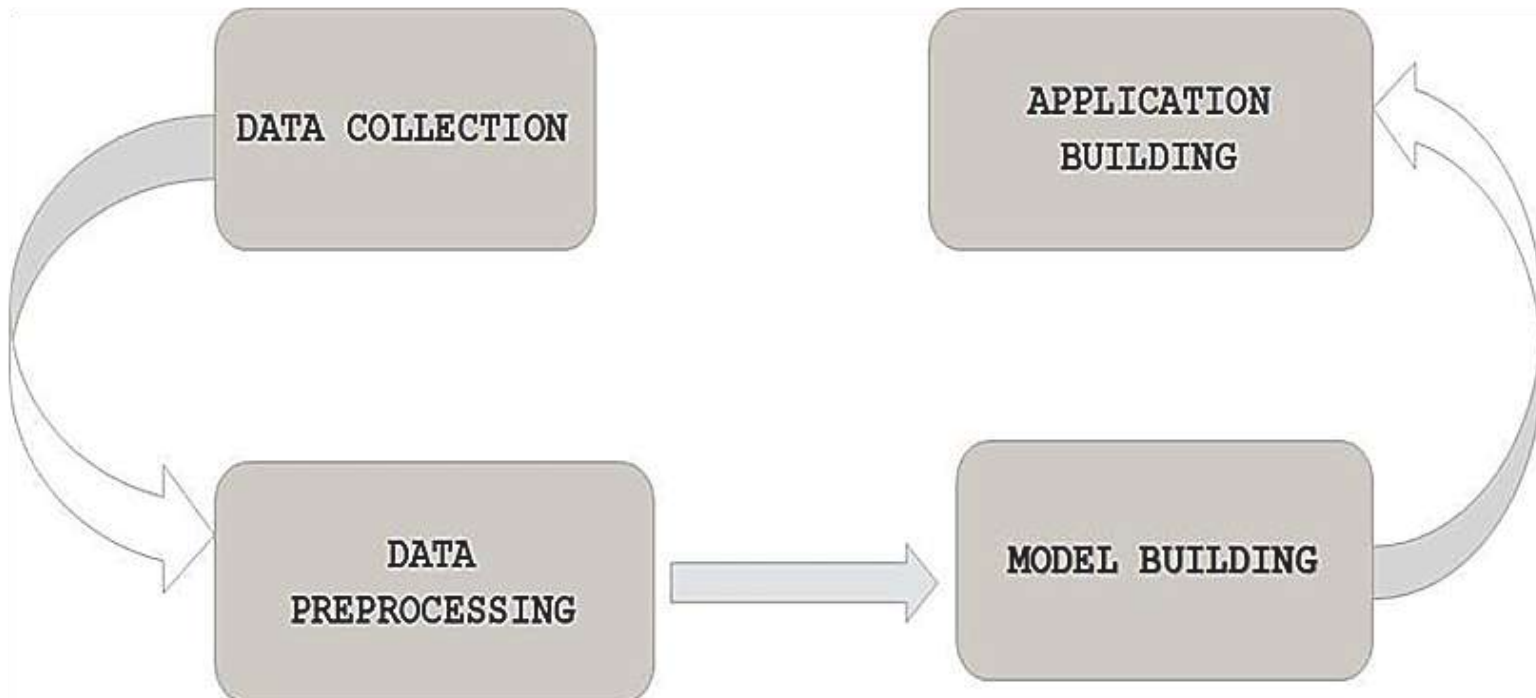 DATA COLLECTION
APPLICATION
BUILDING
DATA
PREPROCESSING
MODEL BUILDING